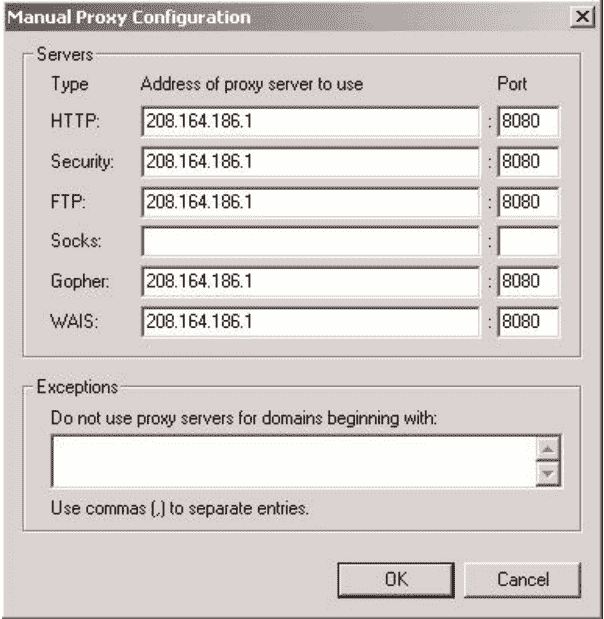 Manual Proxy Configuration
Servers
Type Address of proxy server to use Port
HTTP: 208.164.186.1 : 8080
Security: 208.164.186.1 : 8080
FTP: 208.164.186.1 : 8080
Socks: :
Gopher: 208.164.186.1 : 8080
WAIS: 208.164.186.1 : 8080
Exceptions
Do not use proxy servers for domains beginning with:
Use commas (,) to separate entries.
OK Cancel